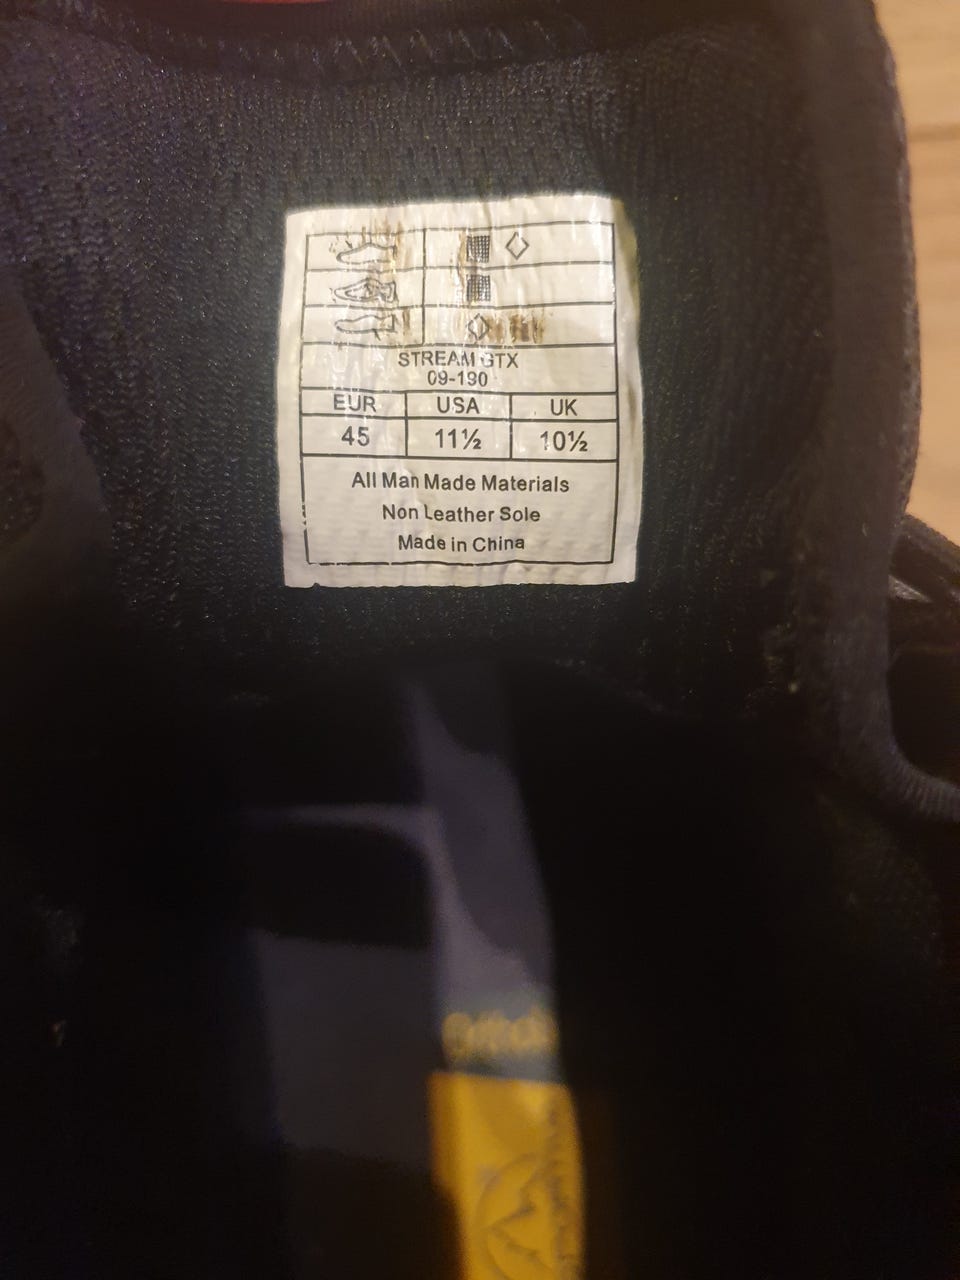 STREAM GTX
09-190
EUR USA UK
45 11½ 10½
All Man Made Materials
Non Leather Sole
Made in China